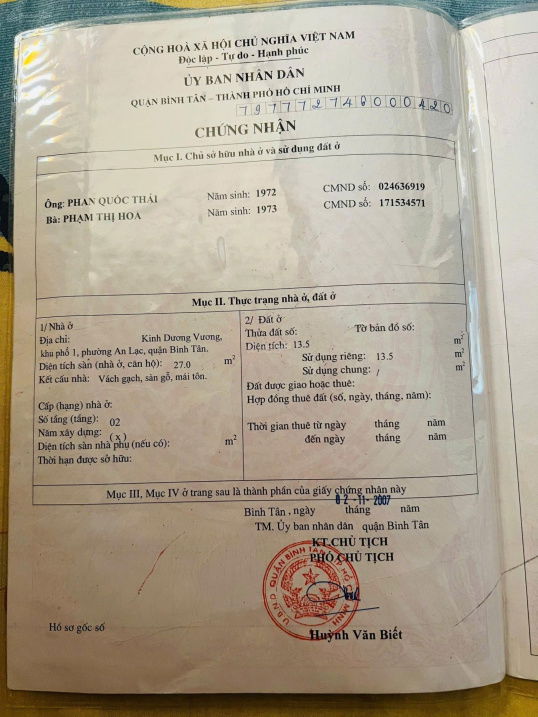 CỘNG HOÀ XÃ HỘI CHỦ NGHĨA VIỆT NAM
Độc lập - Tự do - Hạnh phúc
ỦY BAN NHÂN DÂN
QUẬN BÌNH TÂN – THÀNH PHỐ HỒ CHÍ MINH
CHỨNG NHẬN
Mục I. Chủ sở hữu nhà ở và sử dụng đất ở
Ông: PHAN QUỐC THÁI Năm sinh: 1972 CMND số: 024636919
Bà: PHẠM THỊ HOA Năm sinh: 1973 CMND số: 171534571
Mục II. Thực trạng nhà ở, đất ở
1/ Nhà ở
Địa chỉ: Kinh Dương Vương,
khu phố 1, phường An Lạc, quận Bình Tân.
Diện tích sàn (nhà ở, căn hộ): 27.0 m²
Kết cấu nhà: Vách gạch, sàn gỗ, mái tôn.
Cấp (hạng) nhà ở:
Số tầng (tầng): 02
Năm xây dựng: (x)
Diện tích sàn nhà phụ (nếu có): m²
Thời hạn được sở hữu:
2/ Đất ở
Thửa đất số: Tờ bản đồ số:
Diện tích: 13.5 m²
Sử dụng riêng: 13.5 m²
Sử dụng chung: / m²
Đất được giao hoặc thuê:
Hợp đồng thuê đất (số, ngày, tháng, năm):
Thời gian thuê từ ngày tháng năm
đến ngày tháng năm
Mục III, Mục IV ở trang sau là thành phần của giấy chứng nhận này
02 -11- 2007
Bình Tân, ngày tháng năm
TM. Ủy ban nhân dân quận Bình Tân
KT.CHỦ TỊCH
PHÓ CHỦ TỊCH
U.B.N.D QUẬN BÌNH TÂN T.P HỒ CHÍ MINH
Huỳnh Văn Biết
Hồ sơ gốc số